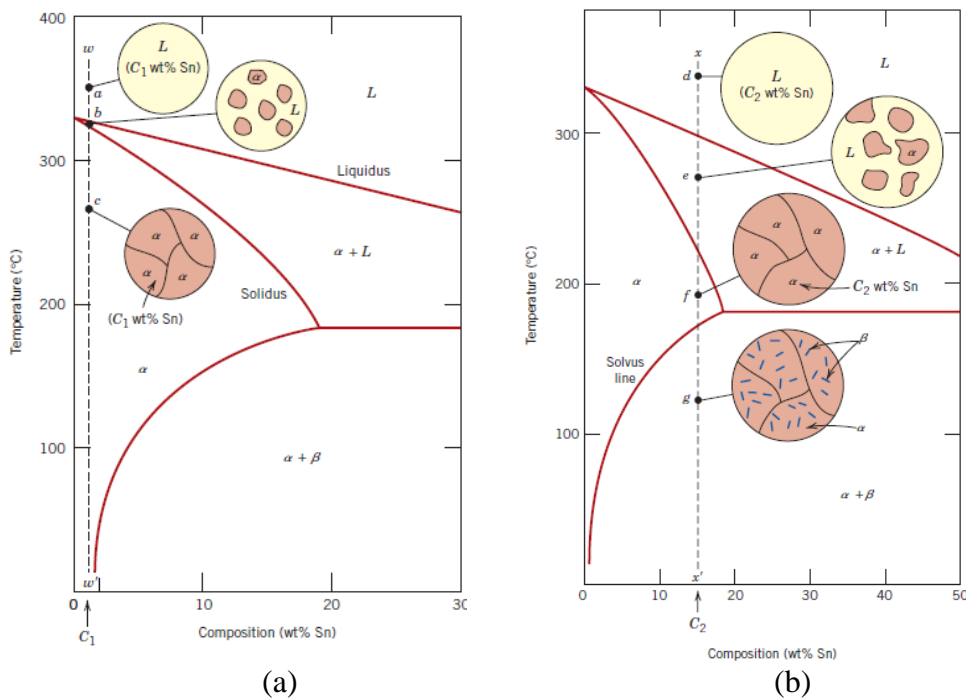 400
w
L
(C1 wt% Sn)
a
b
α
L
L
300
Liquidus
c
α
α
α
α
α + L
Solidus
200
(C1 wt% Sn)
α
100
α + β
w'
0
10
20
30
C1
Composition (wt% Sn)
Temperature (°C)
(a)
x
d
L
(C2 wt% Sn)
L
300
L
α
e
α
α
α
α + L
200
α
f
α
C2 wt% Sn
Solvus
line
β
g
α
100
α + β
x'
0
10
20
30
40
50
C2
Composition (wt% Sn)
Temperature (°C)
(b)